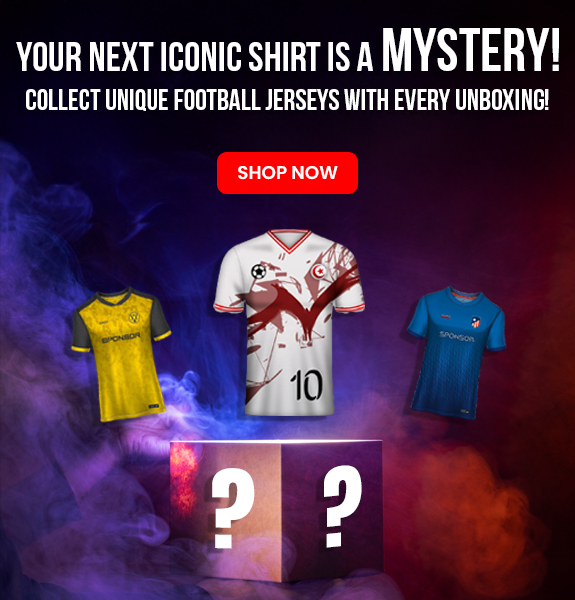 YOUR NEXT ICONIC SHIRT IS A MYSTERY!
COLLECT UNIQUE FOOTBALL JERSEYS WITH EVERY UNBOXING!
SHOP NOW
SPONSOR
10
SPONSOR
? ?